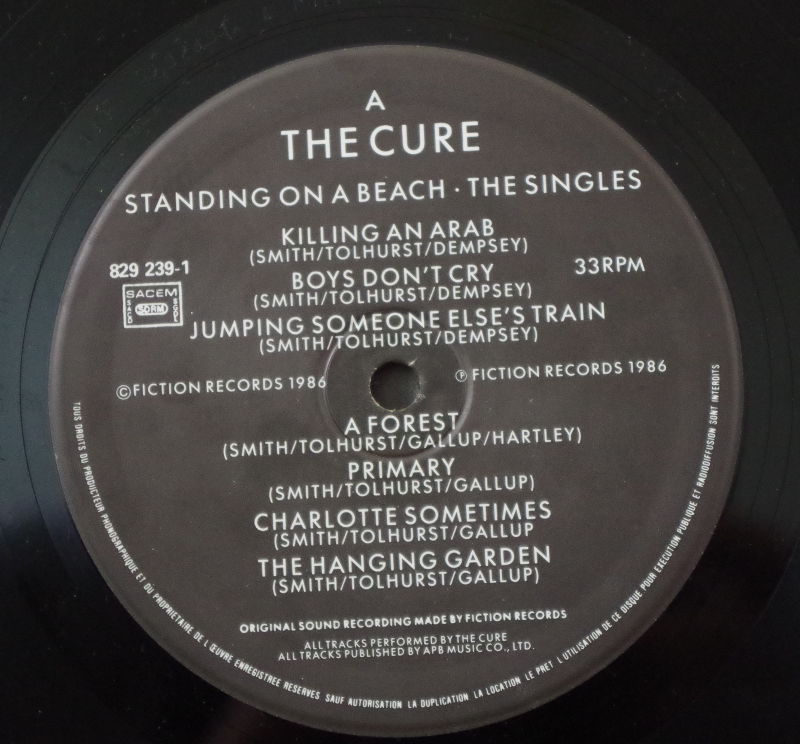 A
THE CURE
STANDING ON A BEACH · THE SINGLES
KILLING AN ARAB
(SMITH/TOLHURST/DEMPSEY)
829 239-1
BOYS DON'T CRY
33RPM
(SMITH/TOLHURST/DEMPSEY)
SACEM
SACD
SDRM
SGDL
JUMPING SOMEONE ELSE'S TRAIN
(SMITH/TOLHURST/DEMPSEY)
©FICTION RECORDS 1986
℗ FICTION RECORDS 1986
A FOREST
(SMITH/TOLHURST/GALLUP/HARTLEY)
PRIMARY
(SMITH/TOLHURST/GALLUP)
CHARLOTTE SOMETIMES
(SMITH/TOLHURST/GALLUP
THE HANGING GARDEN
(SMITH/TOLHURST/GALLUP)
ORIGINAL SOUND RECORDING MADE BY FICTION RECORDS
ALL TRACKS PERFORMED BY THE CURE
ALL TRACKS PUBLISHED BY APB MUSIC CO., LTD.
TOUS DROITS DU PRODUCTEUR PHONOGRAPHIQUE ET DU PROPRIETAIRE DE L'ŒUVRE ENREGISTREE RESERVES. SAUF AUTORISATION LA DUPLICATION, LA LOCATION, LE PRET, L'UTILISATION DE CE DISQUE POUR EXECUTION PUBLIQUE ET RADIODIFFUSION SONT INTERDITS